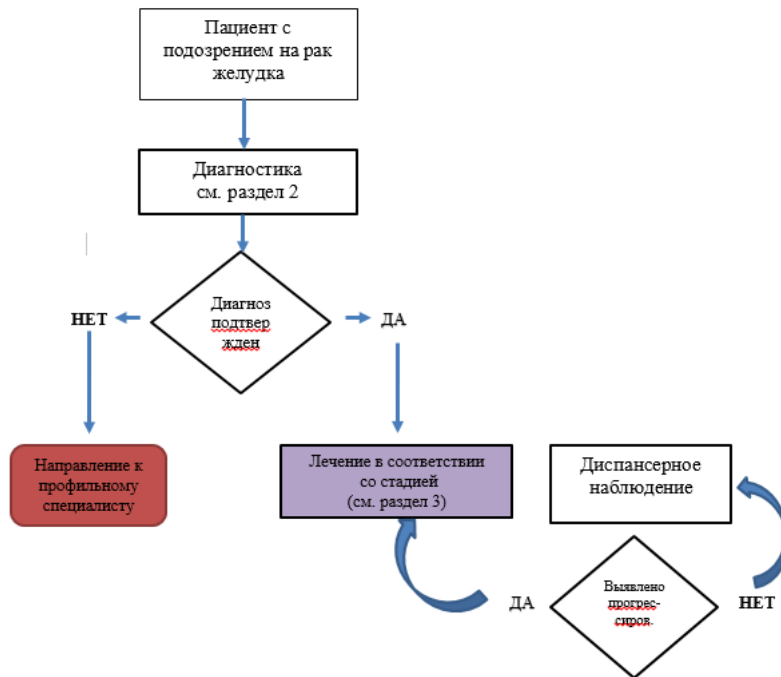 Пациент с
подозрением на рак
желудка
Диагностика
см. раздел 2
Диагноз
подтвер
жден
НЕТ
ДА
Направление к
профильному
специалисту
Лечение в соответствии
со стадией
(см. раздел 3)
Диспансерное
наблюдение
Выявлено
прогрес-
сиров.
ДА
НЕТ